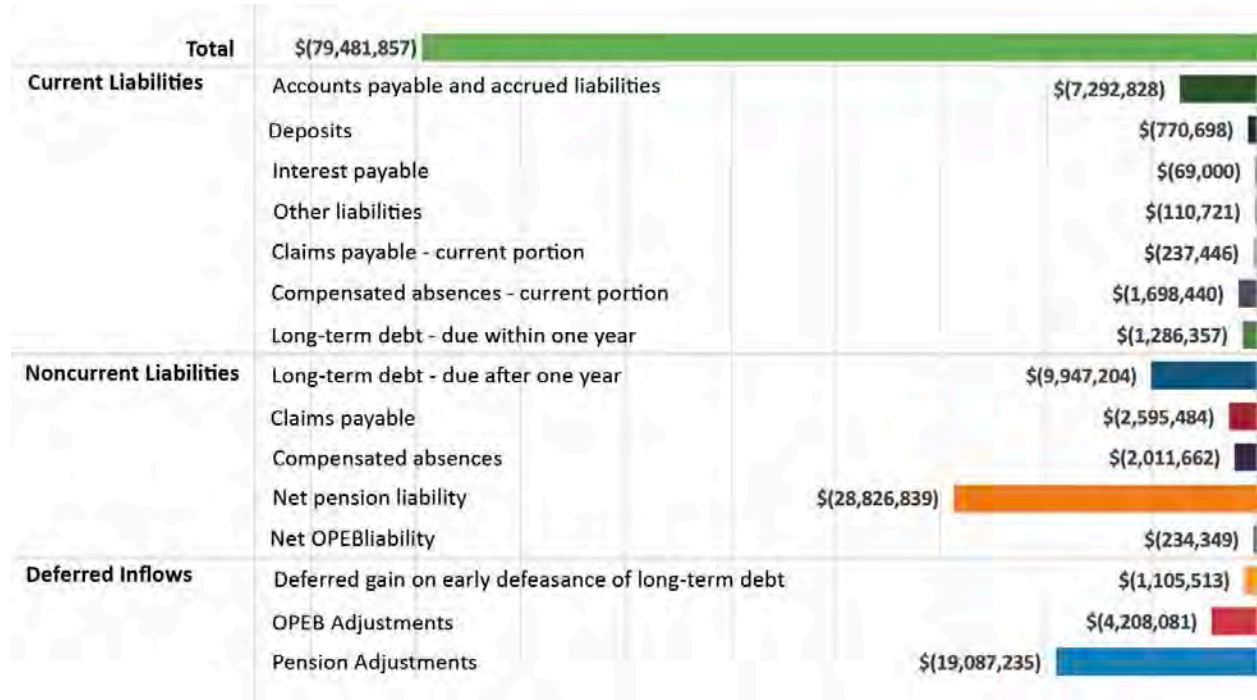 Total $(79,481,857)
Current Liabilities Accounts payable and accrued liabilities $(7,292,828)
Deposits $(770,698)
Interest payable $(69,000)
Other liabilities $(110,721)
Claims payable - current portion $(237,446)
Compensated absences - current portion $(1,698,440)
Long-term debt - due within one year $(1,286,357)
Noncurrent Liabilities Long-term debt - due after one year $(9,947,204)
Claims payable $(2,595,484)
Compensated absences $(2,011,662)
Net pension liability $(28,826,839)
Net OPEBliability $(234,349)
Deferred Inflows Deferred gain on early defeasance of long-term debt $(1,105,513)
OPEB Adjustments $(4,208,081)
Pension Adjustments $(19,087,235)